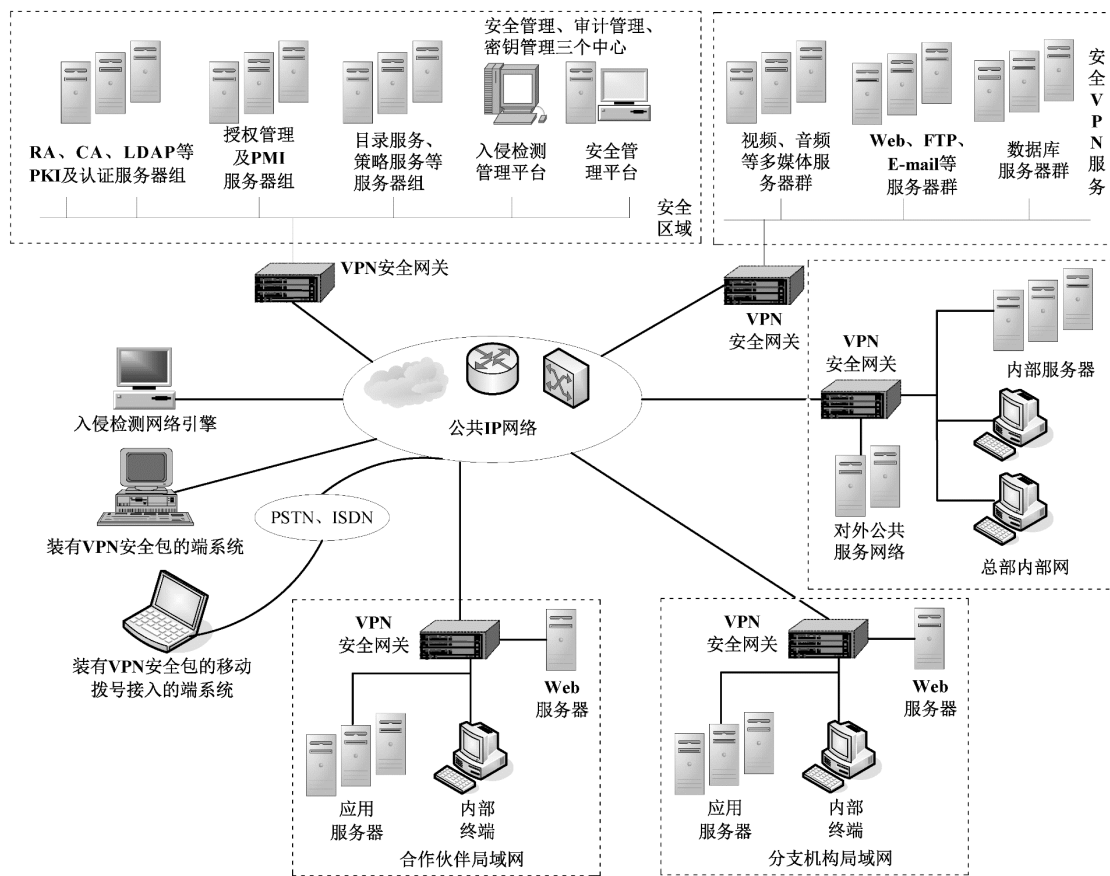 安全管理、审计管理、
密钥管理三个中心
RA、CA、LDAP等
PKI及认证服务器组
授权管理
及PMI
服务器组
目录服务、
策略服务等
服务器组
入侵检测
管理平台
安全管
理平台
安全
区域
视频、音频
等多媒体服
务器群
Web、FTP、
E-mail等
服务器群
数据库
服务器群
安全VPN服务
VPN安全网关
VPN
安全网关
VPN
安全网关
内部服务器
对外公共
服务网络
总部内部网
入侵检测网络引擎
公共IP网络
装有VPN安全包的端系统
PSTN、ISDN
装有VPN安全包的移动
拨号接入的端系统
VPN
安全网关
Web
服务器
应用
服务器
内部
终端
合作伙伴局域网
VPN
安全网关
Web
服务器
应用
服务器
内部
终端
分支机构局域网